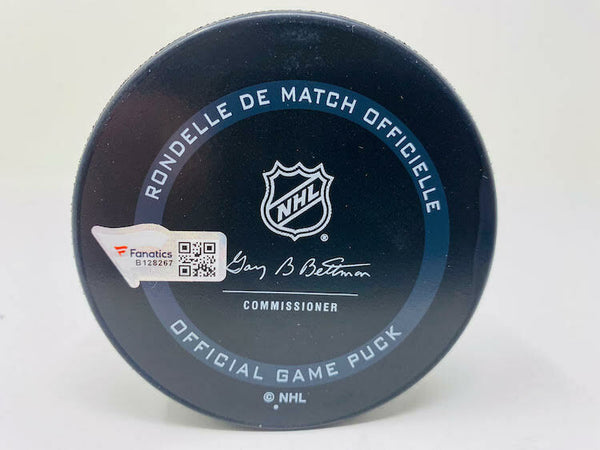 RONDELLE DE MATCH OFFICIELLE
NHL
®
Fanatics
B128267
Gary B Bettman
COMMISSIONER
OFFICIAL GAME PUCK
© NHL